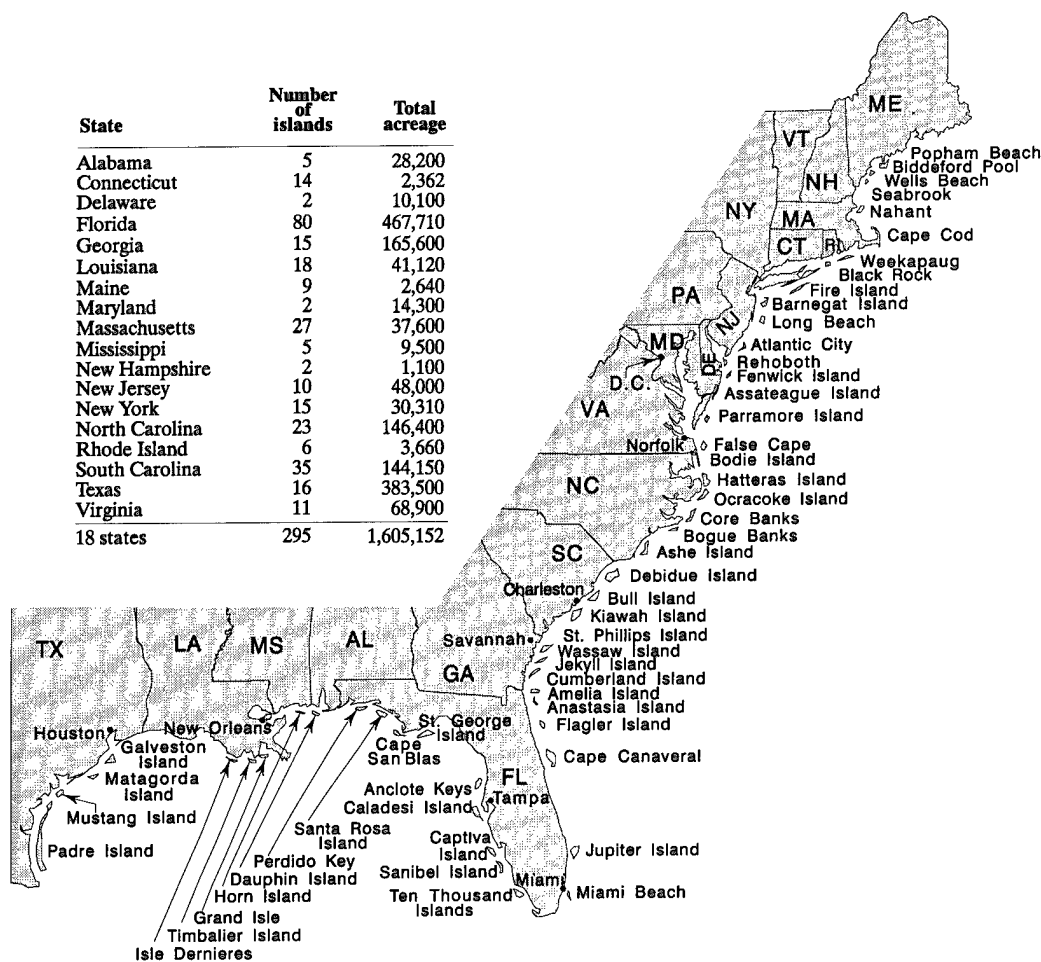 Number
of
islands
Total
acreage
State
Alabama 5 28,200
Connecticut 14 2,362
Delaware 2 10,100
Florida 80 467,710
Georgia 15 165,600
Louisiana 18 41,120
Maine 9 2,640
Maryland 2 14,300
Massachusetts 27 37,600
Mississippi 5 9,500
New Hampshire 2 1,100
New Jersey 10 48,000
New York 15 30,310
North Carolina 23 146,400
Rhode Island 6 3,660
South Carolina 35 144,150
Texas 16 383,500
Virginia 11 68,900
18 states 295 1,605,152
ME
VT
NH
NY
MA
CT
RI
PA
NJ
MD
DE
D.C.
VA
Norfolk
NC
SC
Charleston
Savannah
GA
TX
LA
MS
AL
FL
Popham Beach
Biddeford Pool
Wells Beach
Seabrook
Nahant
Cape Cod
Weekapaug
Black Rock
Fire Island
Barnegat Island
Long Beach
Atlantic City
Rehoboth
Fenwick Island
Assateague Island
Parramore Island
False Cape
Bodie Island
Hatteras Island
Ocracoke Island
Core Banks
Bogue Banks
Ashe Island
Debidue Island
Bull Island
Kiawah Island
St. Phillips Island
Wassaw Island
Jekyll Island
Cumberland Island
Amelia Island
Anastasia Island
Flagler Island
Cape Canaveral
Jupiter Island
Miami Beach
Miami
Tampa
Houston
New Orleans
Galveston
Island
Matagorda
Island
Mustang Island
Padre Island
St. George
Island
Cape
San Blas
Anclote Keys
Caladesi Island
Captiva
Island
Sanibel Island
Ten Thousand
Islands
Santa Rosa
Island
Perdido Key
Dauphin Island
Horn Island
Grand Isle
Timbalier Island
Isle Dernieres